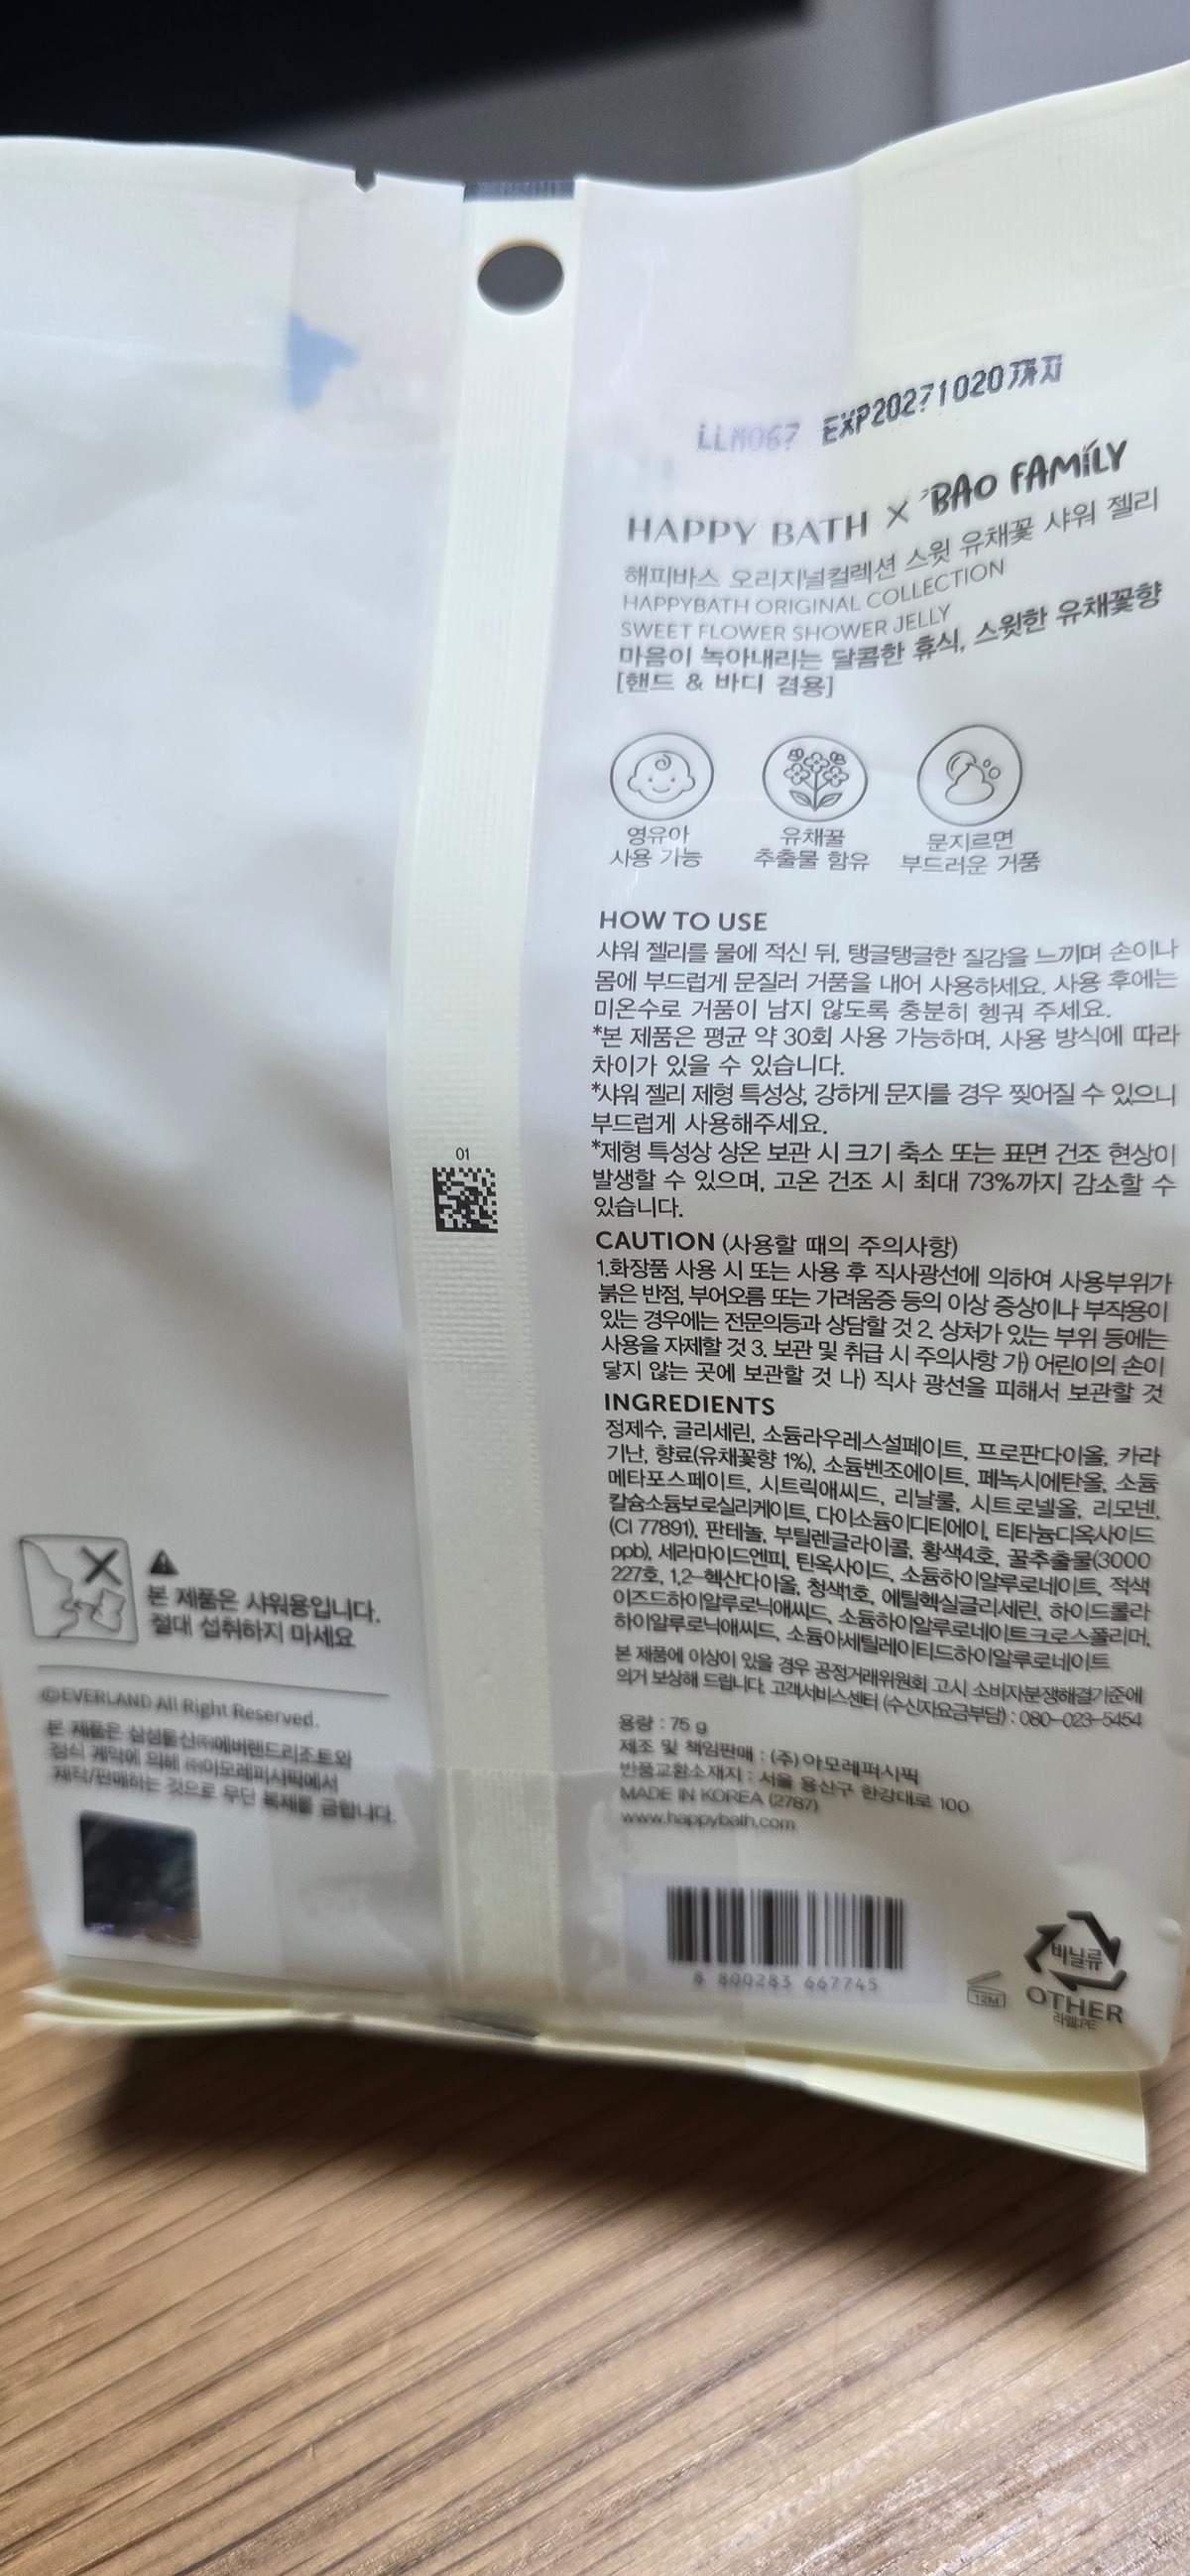 LLM067 EXP20271020까지
HAPPY BATH × BAO FAMILY
해피바스 오리지널컬렉션 스윗 유채꽃 샤워 젤리
HAPPYBATH ORIGINAL COLLECTION
SWEET FLOWER SHOWER JELLY
마음이 녹아내리는 달콤한 휴식, 스윗한 유채꽃향
[핸드 & 바디 겸용]
영유아
사용 가능
유채꿀
추출물 함유
문지르면
부드러운 거품
HOW TO USE
샤워 젤리를 물에 적신 뒤, 탱글탱글한 질감을 느끼며 손이나
몸에 부드럽게 문질러 거품을 내어 사용하세요. 사용 후에는
미온수로 거품이 남지 않도록 충분히 헹궈 주세요.
*본 제품은 평균 약 30회 사용 가능하며, 사용 방식에 따라
차이가 있을 수 있습니다.
*샤워 젤리 제형 특성상, 강하게 문지를 경우 찢어질 수 있으니
부드럽게 사용해주세요.
*제형 특성상 상온 보관 시 크기 축소 또는 표면 건조 현상이
발생할 수 있으며, 고온 건조 시 최대 73%까지 감소할 수
있습니다.
CAUTION (사용할 때의 주의사항)
1.화장품 사용 시 또는 사용 후 직사광선에 의하여 사용부위가
붉은 반점, 부어오름 또는 가려움증 등의 이상 증상이나 부작용이
있는 경우에는 전문의등과 상담할 것 2. 상처가 있는 부위 등에는
사용을 자제할 것 3. 보관 및 취급 시 주의사항 가) 어린이의 손이
닿지 않는 곳에 보관할 것 나) 직사 광선을 피해서 보관할 것
INGREDIENTS
정제수, 글리세린, 소듐라우레스설페이트, 프로판다이올, 카라
기난, 향료(유채꽃향 1%), 소듐벤조에이트, 페녹시에탄올, 소듐
메타포스페이트, 시트릭애씨드, 리날룰, 시트로넬올, 리모넨,
칼슘소듐보로실리케이트, 다이소듐이디티에이, 티타늄디옥사이드
(CI 77891), 판테놀, 부틸렌글라이콜, 황색4호, 꿀추출물(3000
ppb), 세라마이드엔피, 틴옥사이드, 소듐하이알루로네이트, 적색
227호, 1,2-헥산다이올, 청색1호, 에틸헥실글리세린, 하이드롤라
이즈드하이알루로닉애씨드, 소듐하이알루로네이트크로스폴리머,
하이알루로닉애씨드, 소듐아세틸레이티드하이알루로네이트
본 제품에 이상이 있을 경우 공정거래위원회 고시 소비자분쟁해결기준에
의거 보상해 드립니다. 고객서비스센터 (수신자요금부담) : 080-023-5454
용량 : 75 g
제조 및 책임판매 : (주) 아모레퍼시픽
반품교환소재지 : 서울 용산구 한강대로 100
MADE IN KOREA (2787)
www.happybath.com
8 800283 667745
12M
비닐류
OTHER
라벨:PE
01
본 제품은 샤워용입니다.
절대 섭취하지 마세요
©EVERLAND All Right Reserved.
본 제품은 삼성물산㈜에버랜드리조트와
정식 계약에 의해 ㈜아모레퍼시픽에서
제작/판매하는 것으로 무단 복제를 금합니다.